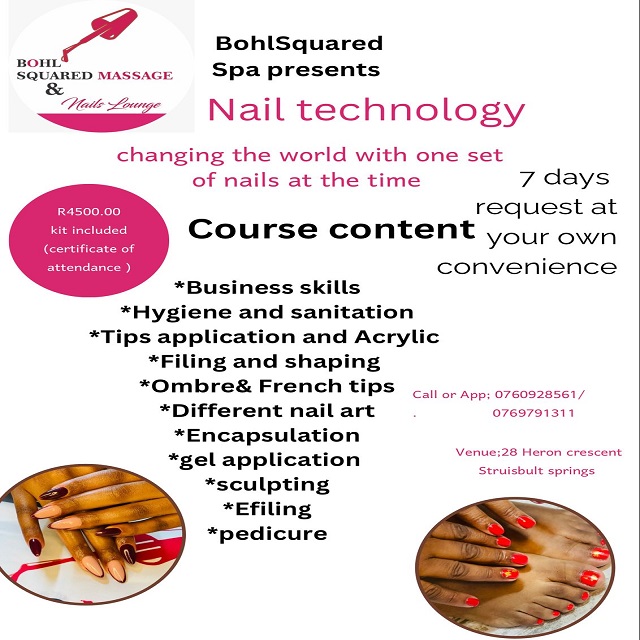 BOHL
SQUARED MASSAGE
&
Nails Lounge
BohlSquared
Spa presents
Nail technology
changing the world with one set
of nails at the time
7 days
request at
your own
convenience
R4500.00
kit included
(certificate of
attendance )
Course content
*Business skills
*Hygiene and sanitation
*Tips application and Acrylic
*Filing and shaping
*Ombre& French tips
*Different nail art
*Encapsulation
*gel application
*sculpting
*Efiling
*pedicure
Call or App; 0760928561/
. 0769791311
Venue;28 Heron crescent
Struisbult springs